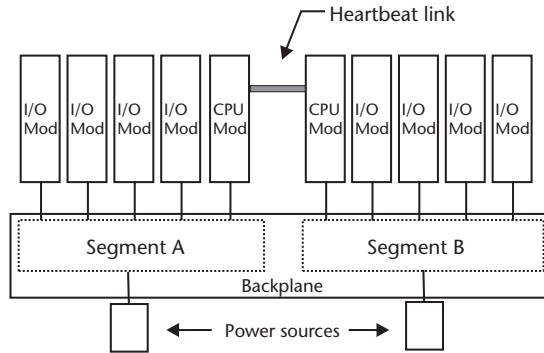 Heartbeat link
I/O
Mod
I/O
Mod
I/O
Mod
I/O
Mod
CPU
Mod
CPU
Mod
I/O
Mod
I/O
Mod
I/O
Mod
I/O
Mod
Segment A
Segment B
Backplane
Power sources